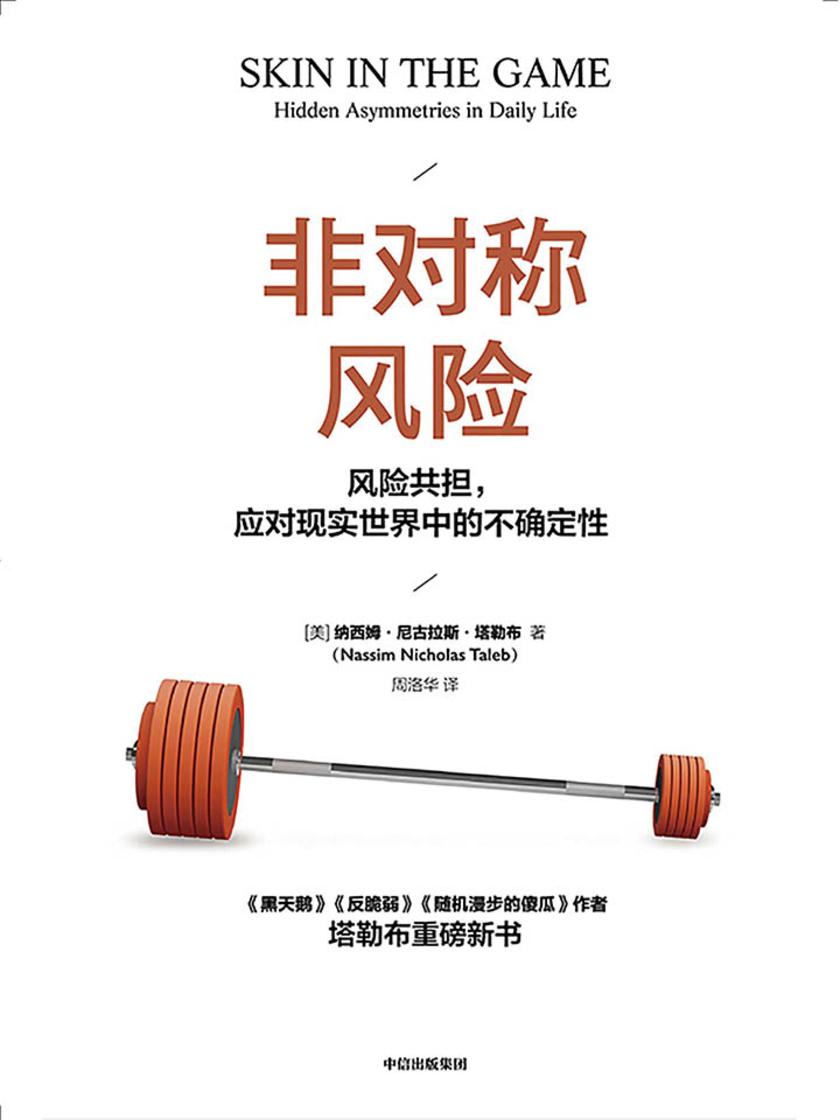 SKIN IN THE GAME
Hidden Asymmetries in Daily Life
非对称
风险
风险共担，
应对现实世界中的不确定性
[美] 纳西姆·尼古拉斯·塔勒布 著
（Nassim Nicholas Taleb）
周洛华 译
《黑天鹅》《反脆弱》《随机漫步的傻瓜》作者
塔勒布重磅新书
中信出版集团